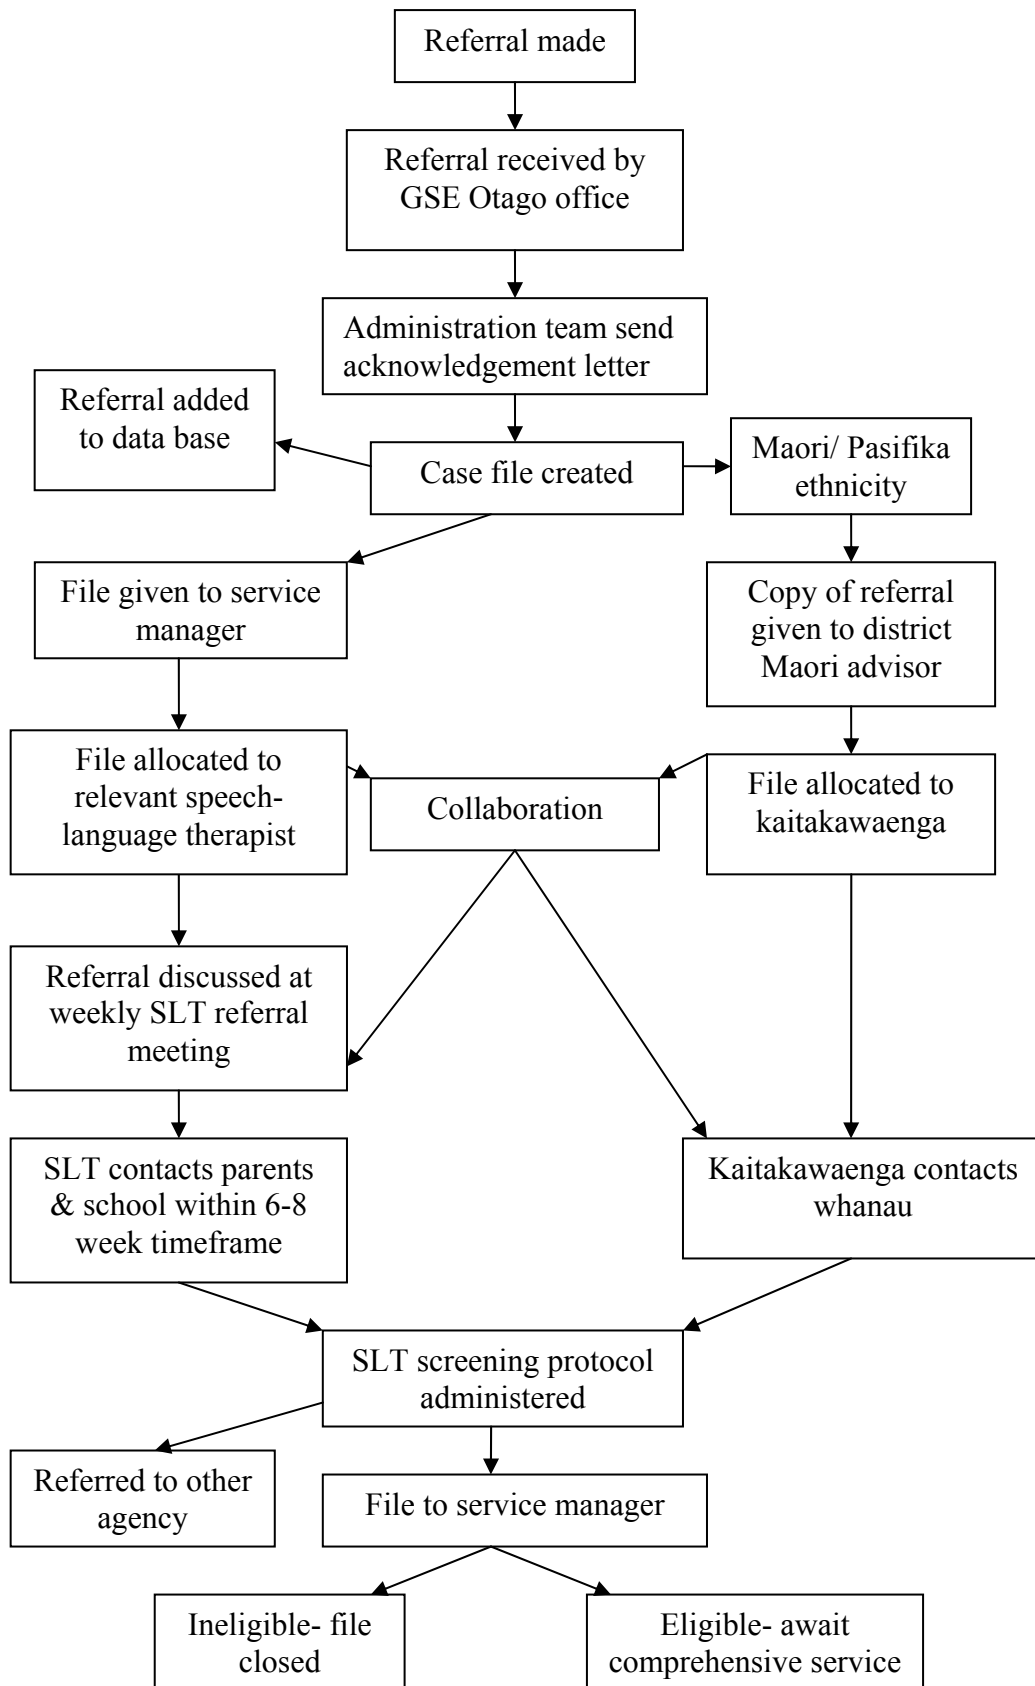 Referral made
Referral received by
GSE Otago office
Administration team send
acknowledgement letter
Referral added
to data base
Case file created
Maori/ Pasifika
ethnicity
File given to service
manager
Copy of referral
given to district
Maori advisor
File allocated to
relevant speech-
language therapist
Collaboration
File allocated to
kaitakawaenga
Referral discussed at
weekly SLT referral
meeting
SLT contacts parents
& school within 6-8
week timeframe
Kaitakawaenga contacts
whanau
SLT screening protocol
administered
Referred to other
agency
File to service manager
Ineligible- file
closed
Eligible- await
comprehensive service